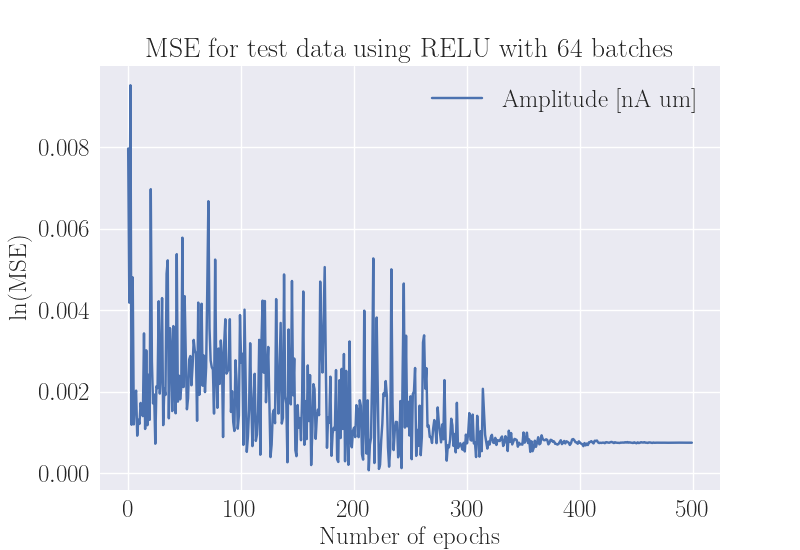 MSE for test data using RELU with 64 batches
Amplitude [nA um]
ln(MSE)
0.008
0.006
0.004
0.002
0.000
0 100 200 300 400 500
Number of epochs